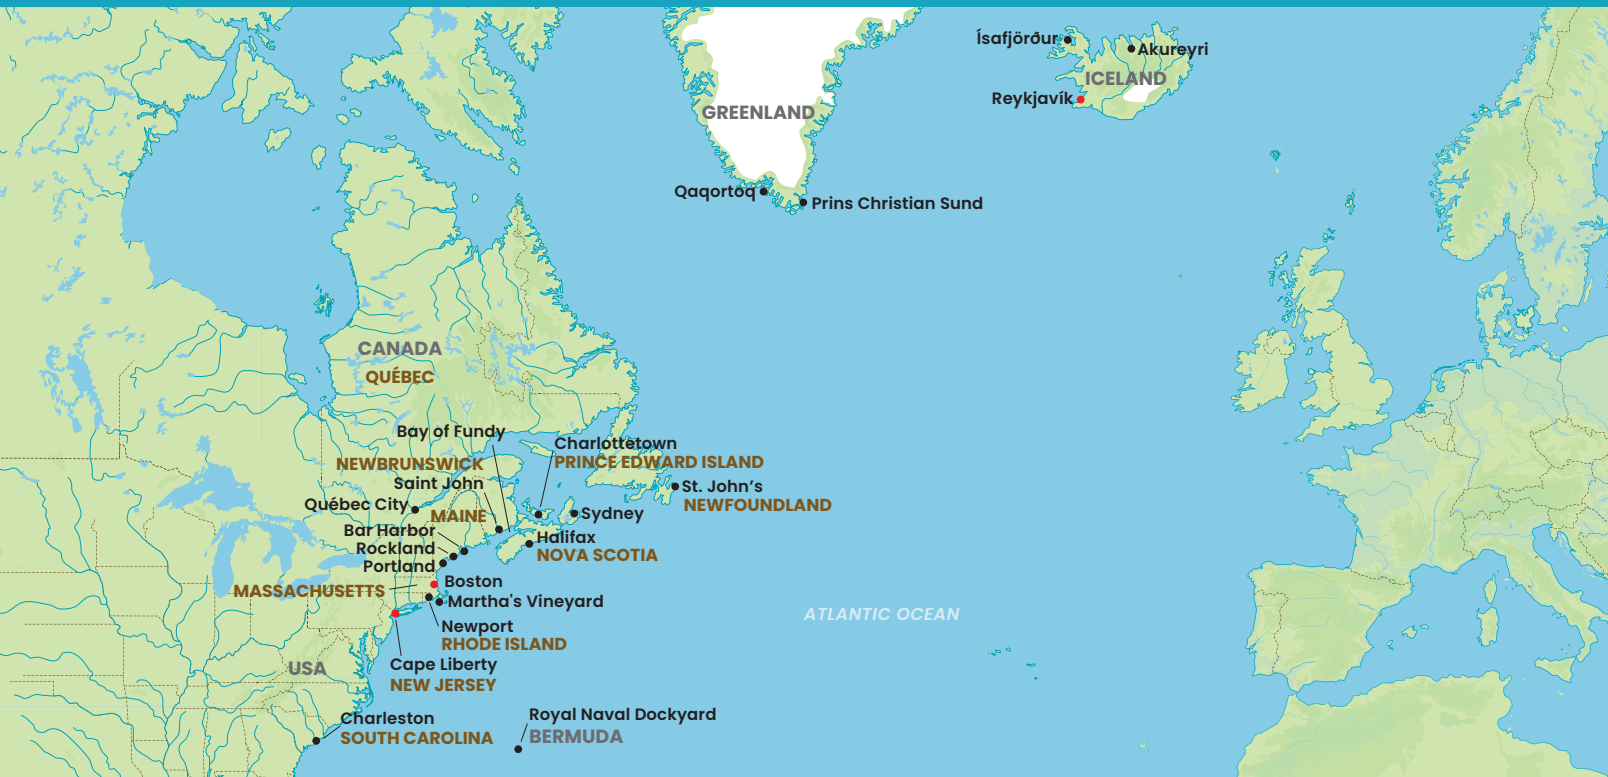 Ísafjörður
Akureyri
ICELAND
Reykjavík
GREENLAND
Qaqortoq
Prins Christian Sund
CANADA
QUÉBEC
Bay of Fundy
Charlottetown
PRINCE EDWARD ISLAND
NEWBRUNSWICK
Saint John
St. John’s
NEWFOUNDLAND
Québec City
MAINE
Sydney
Bar Harbor
Halifax
Rockland
NOVA SCOTIA
Portland
Boston
MASSACHUSETTS
Martha's Vineyard
ATLANTIC OCEAN
Newport
RHODE ISLAND
USA
Cape Liberty
NEW JERSEY
Charleston
SOUTH CAROLINA
Royal Naval Dockyard
BERMUDA